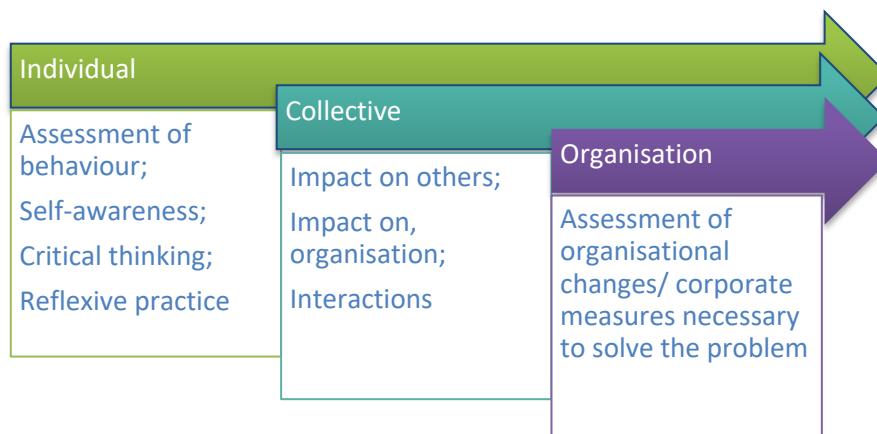 Individual
Assessment of
behaviour;
Self-awareness;
Critical thinking;
Reflexive practice
Collective
Impact on others;
Impact on,
organisation;
Interactions
Organisation
Assessment of
organisational
changes/ corporate
measures necessary
to solve the problem